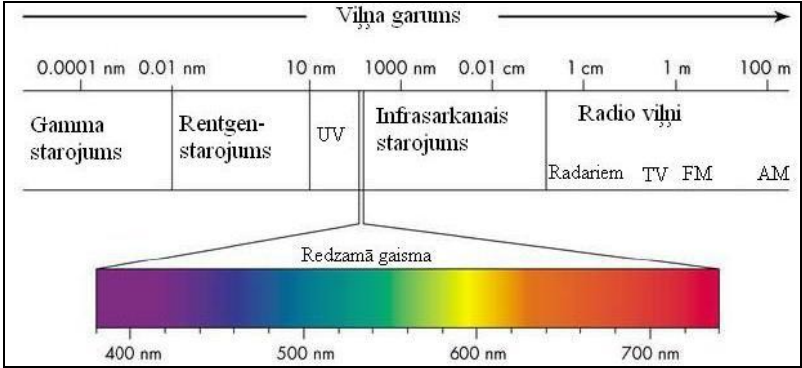 Viļņa garums
0.0001 nm 0.01 nm 10 nm 1000 nm 0.01 cm 1 cm 1 m 100 m
Gamma
starojums
Rentgen-
starojums
UV
Infrasarkanais
starojums
Radio viļņi
Radariem TV FM AM
Redzamā gaisma
400 nm 500 nm 600 nm 700 nm